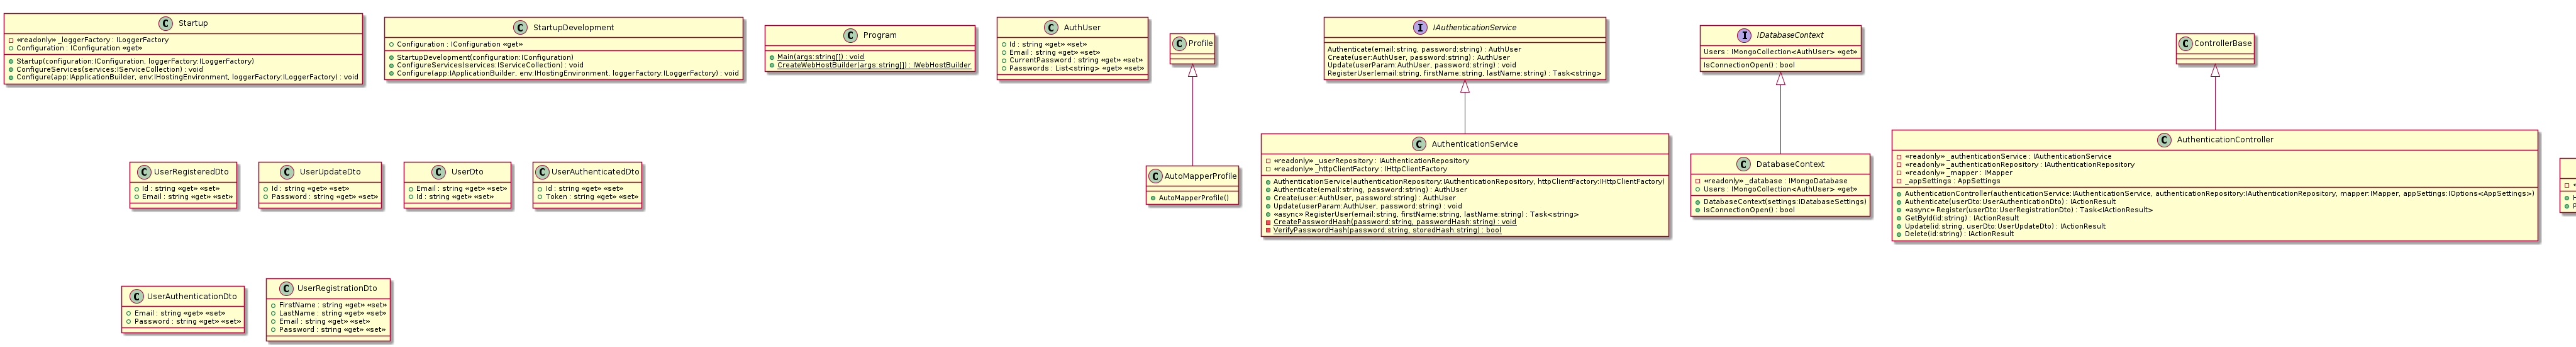 Startup
«readonly» _loggerFactory : ILoggerFactory
Configuration : IConfiguration «get»
Startup(configuration:IConfiguration, loggerFactory:ILoggerFactory)
ConfigureServices(services:IServiceCollection) : void
Configure(app:IApplicationBuilder, env:IHostingEnvironment, loggerFactory:ILoggerFactory) : void
StartupDevelopment
Configuration : IConfiguration «get»
StartupDevelopment(configuration:IConfiguration)
ConfigureServices(services:IServiceCollection) : void
Configure(app:IApplicationBuilder, env:IHostingEnvironment, loggerFactory:ILoggerFactory) : void
Program
Main(args:string[]) : void
CreateWebHostBuilder(args:string[]) : IWebHostBuilder
AuthUser
Id : string «get» «set»
Email : string «get» «set»
CurrentPassword : string «get» «set»
Passwords : List<string> «get» «set»
Profile
IAuthenticationService
Authenticate(email:string, password:string) : AuthUser
Create(user:AuthUser, password:string) : AuthUser
Update(userParam:AuthUser, password:string) : void
RegisterUser(email:string, firstName:string, lastName:string) : Task<string>
IDatabaseContext
Users : IMongoCollection<AuthUser> «get»
IsConnectionOpen() : bool
ControllerBase
UserRegisteredDto
Id : string «get» «set»
Email : string «get» «set»
UserUpdateDto
Id : string «get» «set»
Password : string «get» «set»
UserDto
Email : string «get» «set»
Id : string «get» «set»
UserAuthenticatedDto
Id : string «get» «set»
Token : string «get» «set»
AutoMapperProfile
AutoMapperProfile()
AuthenticationService
«readonly» _userRepository : IAuthenticationRepository
«readonly» _httpClientFactory : IHttpClientFactory
AuthenticationService(authenticationRepository:IAuthenticationRepository, httpClientFactory:IHttpClientFactory)
Authenticate(email:string, password:string) : AuthUser
Create(user:AuthUser, password:string) : AuthUser
Update(userParam:AuthUser, password:string) : void
«async» RegisterUser(email:string, firstName:string, lastName:string) : Task<string>
CreatePasswordHash(password:string, passwordHash:string) : void
VerifyPasswordHash(password:string, storedHash:string) : bool
DatabaseContext
«readonly» _database : IMongoDatabase
Users : IMongoCollection<AuthUser> «get»
DatabaseContext(settings:IDatabaseSettings)
IsConnectionOpen() : bool
AuthenticationController
«readonly» _authenticationService : IAuthenticationService
«readonly» _authenticationRepository : IAuthenticationRepository
«readonly» _mapper : IMapper
_appSettings : AppSettings
AuthenticationController(authenticationService:IAuthenticationService, authenticationRepository:IAuthenticationRepository, mapper:IMapper, appSettings:IOptions<AppSettings>)
Authenticate(userDto:UserAuthenticationDto) : IActionResult
«async» Register(userDto:UserRegistrationDto) : Task<IActionResult>
GetById(id:string) : IActionResult
Update(id:string, userDto:UserUpdateDto) : IActionResult
Delete(id:string) : IActionResult
UserAuthenticationDto
Email : string «get» «set»
Password : string «get» «set»
UserRegistrationDto
FirstName : string «get» «set»
LastName : string «get» «set»
Email : string «get» «set»
Password : string «get» «set»